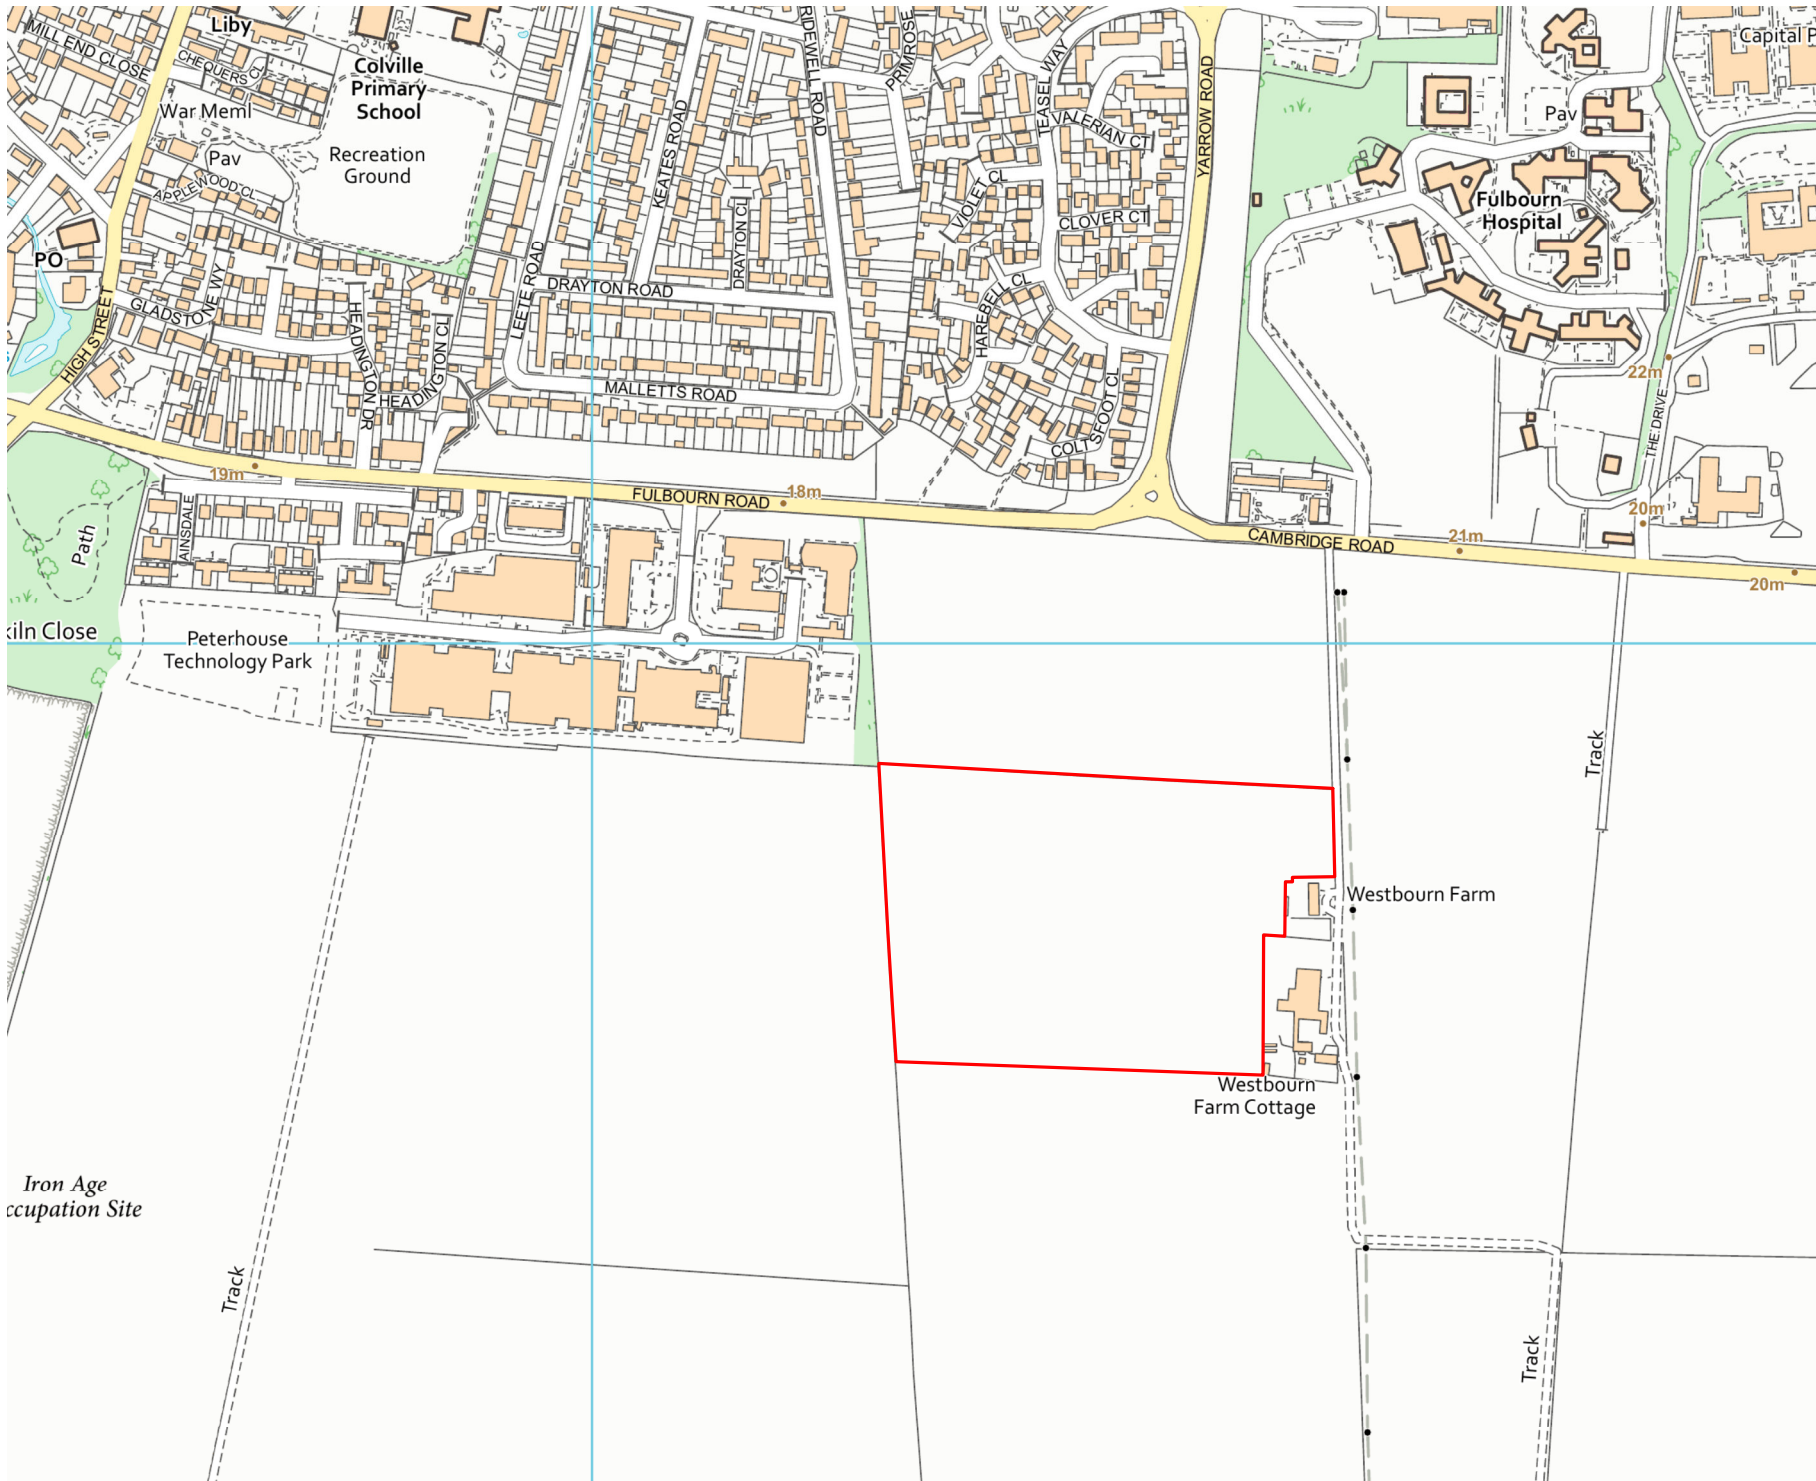 Liby
MILL END CLOSE
CHEQUERS CL
War Meml
Colville
Primary
School
Recreation
Ground
Pav
APPLEWOOD CL
PO
GLADSTONE WY
HIGH STREET
HEADINGTON DR
HEADINGTON CL
LEETE ROAD
KEATES ROAD
DRAYTON CL
DRAYTON ROAD
MALLETTS ROAD
PRIMROSE
TEASEL WAY
VALERIAN CT
VIOLET CL
CLOVER CT
HAREBELL CL
COLTSFOOT CL
YARROW ROAD
Capital P
Pav
Fulbourn
Hospital
22m
THE DRIVE
19m
FULBOURN ROAD
18m
CAMBRIDGE ROAD
21m
20m
20m
Path
AINSDALE
kiln Close
Peterhouse
Technology Park
Track
Westbourn Farm
Westbourn
Farm Cottage
Iron Age
ccupation Site
Track
Track